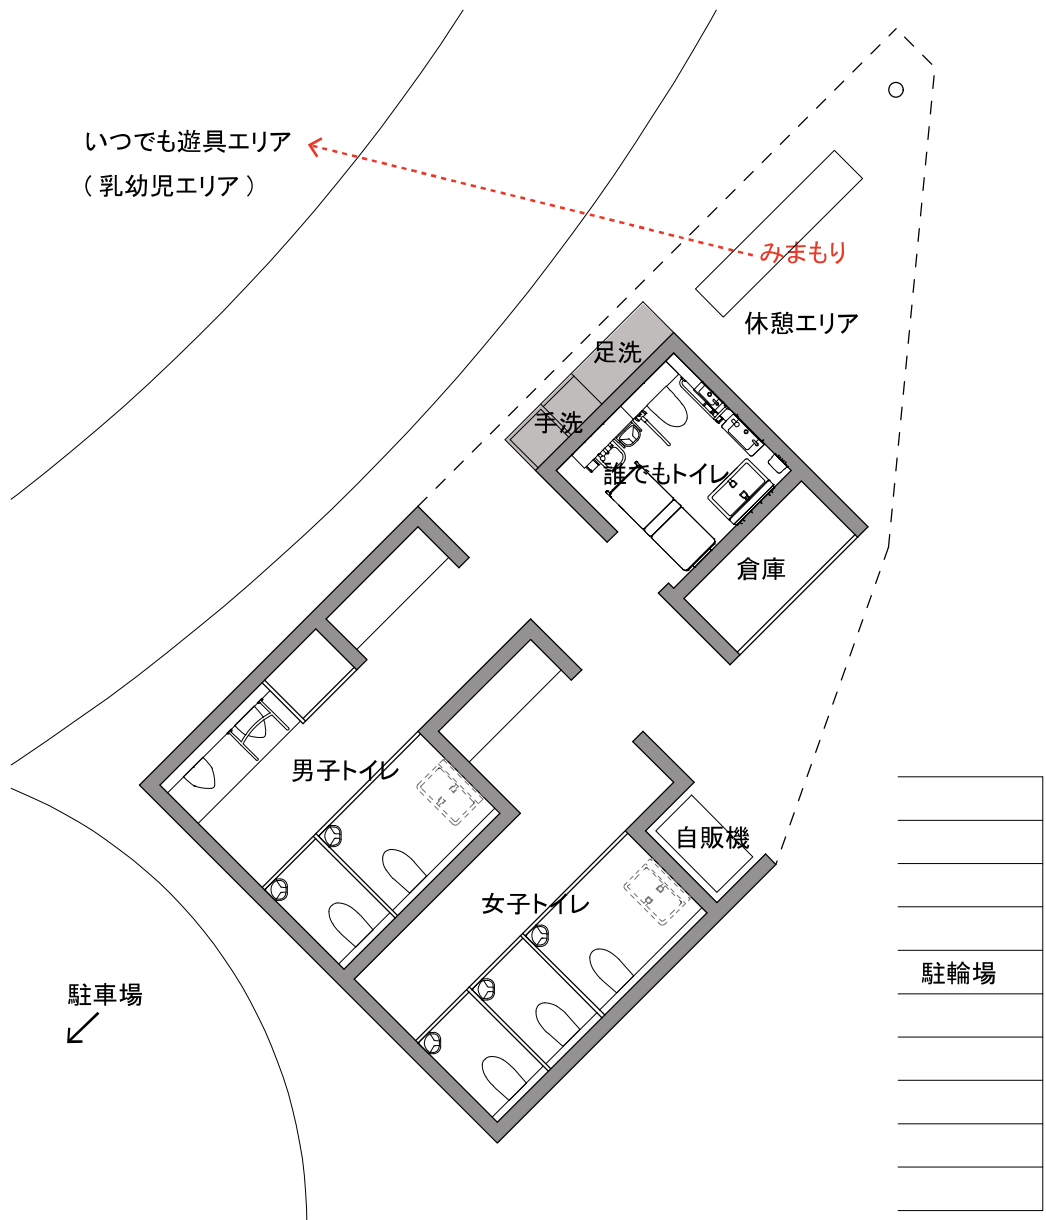 いつでも遊具エリア
（乳幼児エリア）
みまもり
休憩エリア
足洗
手洗
誰でもトイレ
倉庫
男子トイレ
自販機
女子トイレ
駐輪場
駐車場